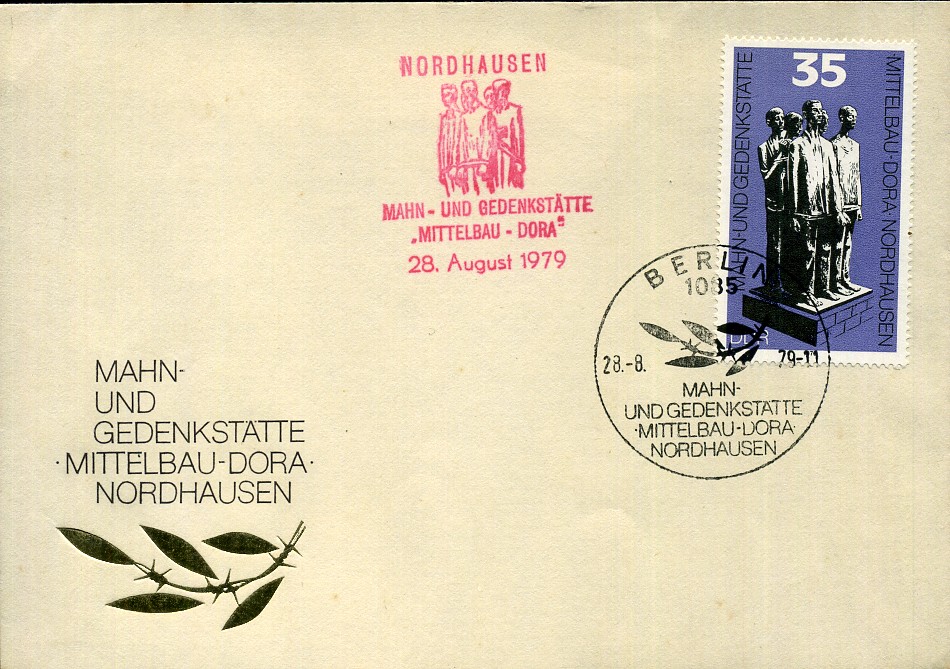 NORDHAUSEN
MAHN- UND GEDENKSTÄTTE
„MITTELBAU - DORA"
28. August 1979
35
MAHN-UND GEDENKSTÄTTE
·MITTELBAU-DORA· NORDHAUSEN
DDR
BERLIN
1085
28.-8. 79-11
MAHN-
UND GEDENKSTÄTTE
·MITTELBAU-DORA·
NORDHAUSEN
MAHN-
UND
GEDENKSTÄTTE
·MITTELBAU-DORA·
NORDHAUSEN